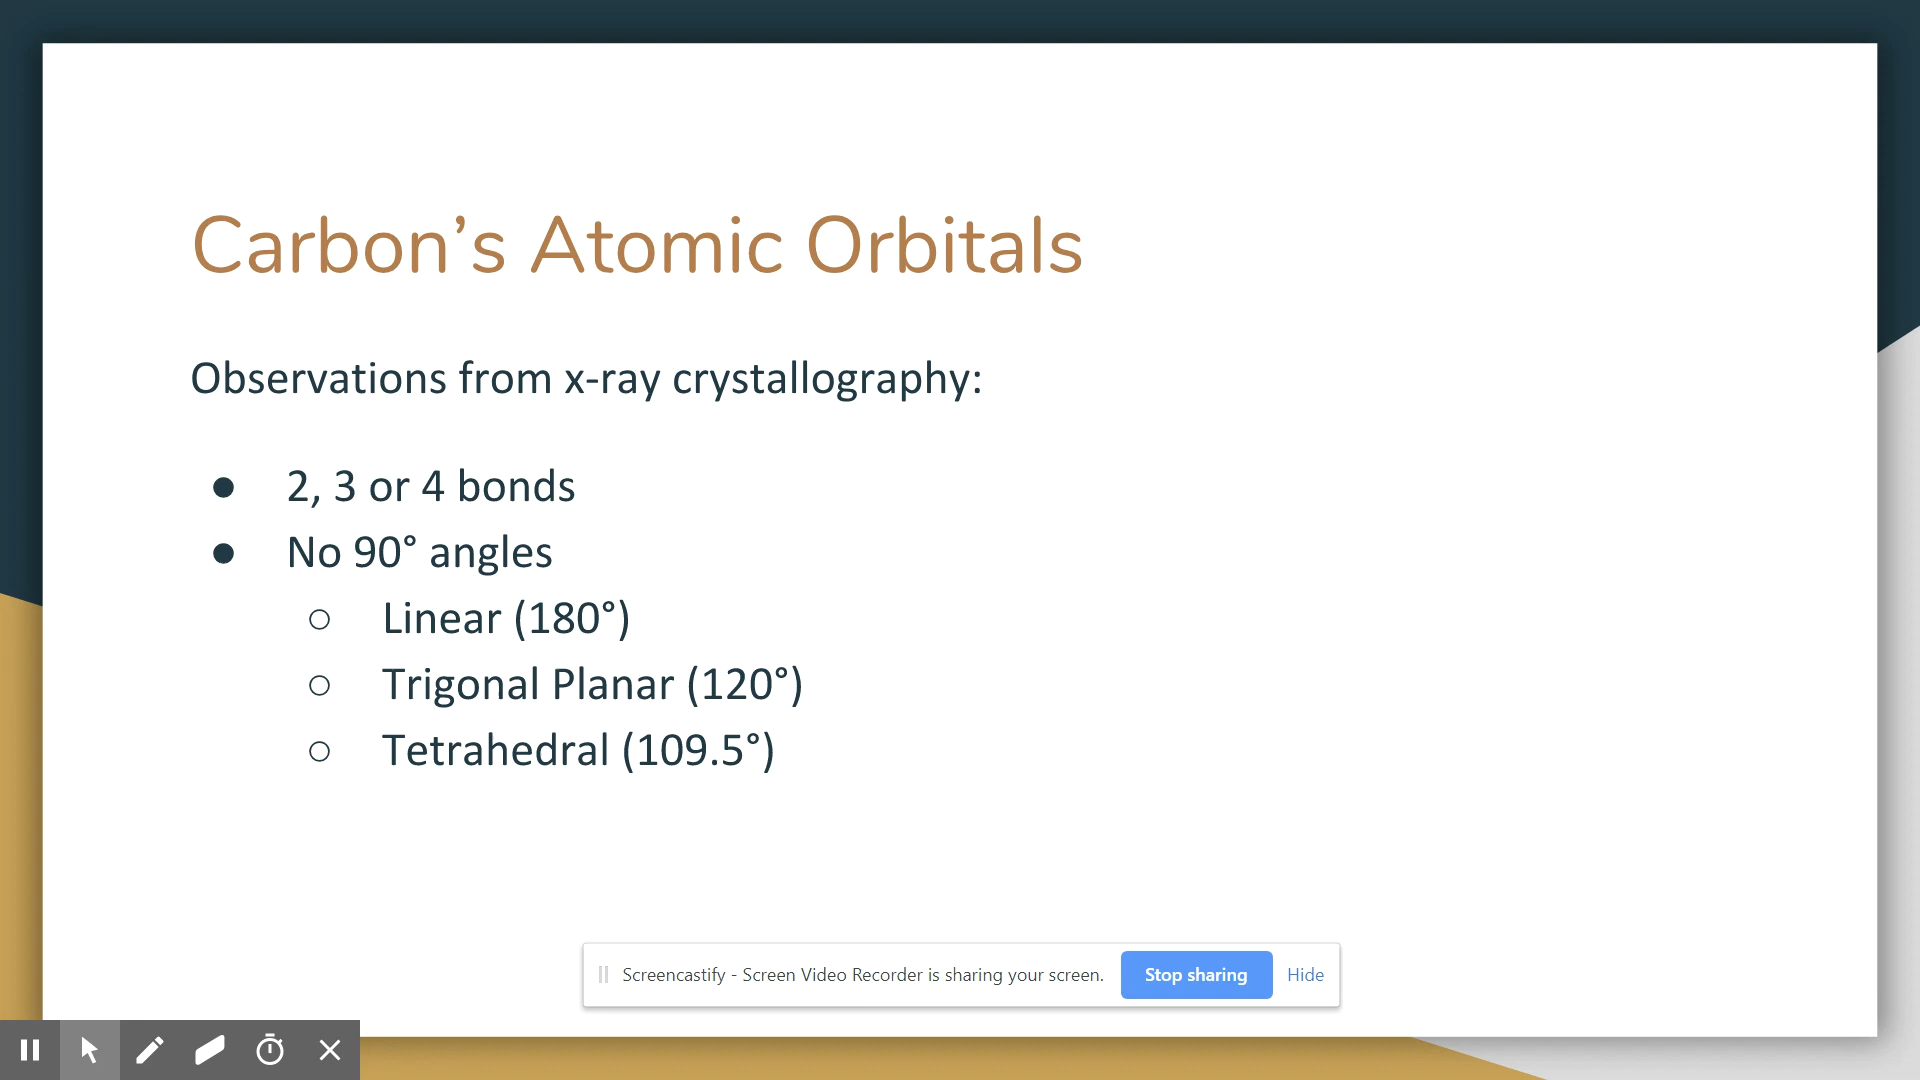 Carbon’s Atomic Orbitals
Observations from x-ray crystallography:
● 2, 3 or 4 bonds
● No 90° angles
○ Linear (180°)
○ Trigonal Planar (120°)
○ Tetrahedral (109.5°)
Screencastify - Screen Video Recorder is sharing your screen. Stop sharing Hide